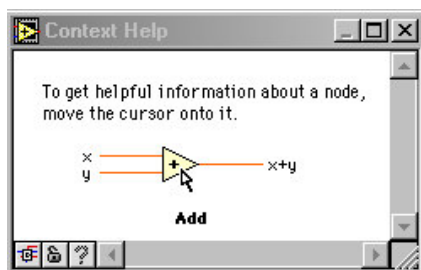 Context Help
To get helpful information about a node,
move the cursor onto it.
x
y
+
x+y
Add
?